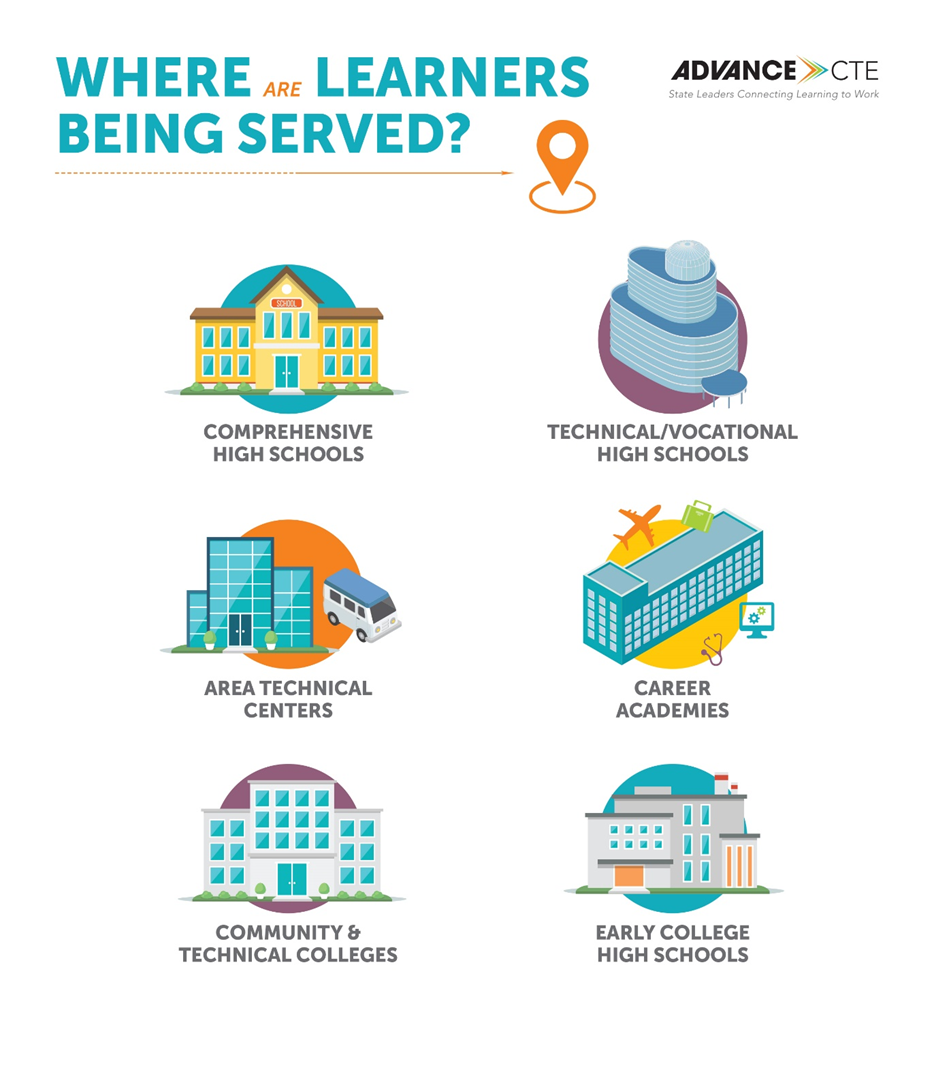 WHERE ARE LEARNERS
BEING SERVED?
ADVANCE CTE
State Leaders Connecting Learning to Work
SCHOOL
COMPREHENSIVE
HIGH SCHOOLS
TECHNICAL/VOCATIONAL
HIGH SCHOOLS
AREA TECHNICAL
CENTERS
CAREER
ACADEMIES
COMMUNITY &
TECHNICAL COLLEGES
EARLY COLLEGE
HIGH SCHOOLS